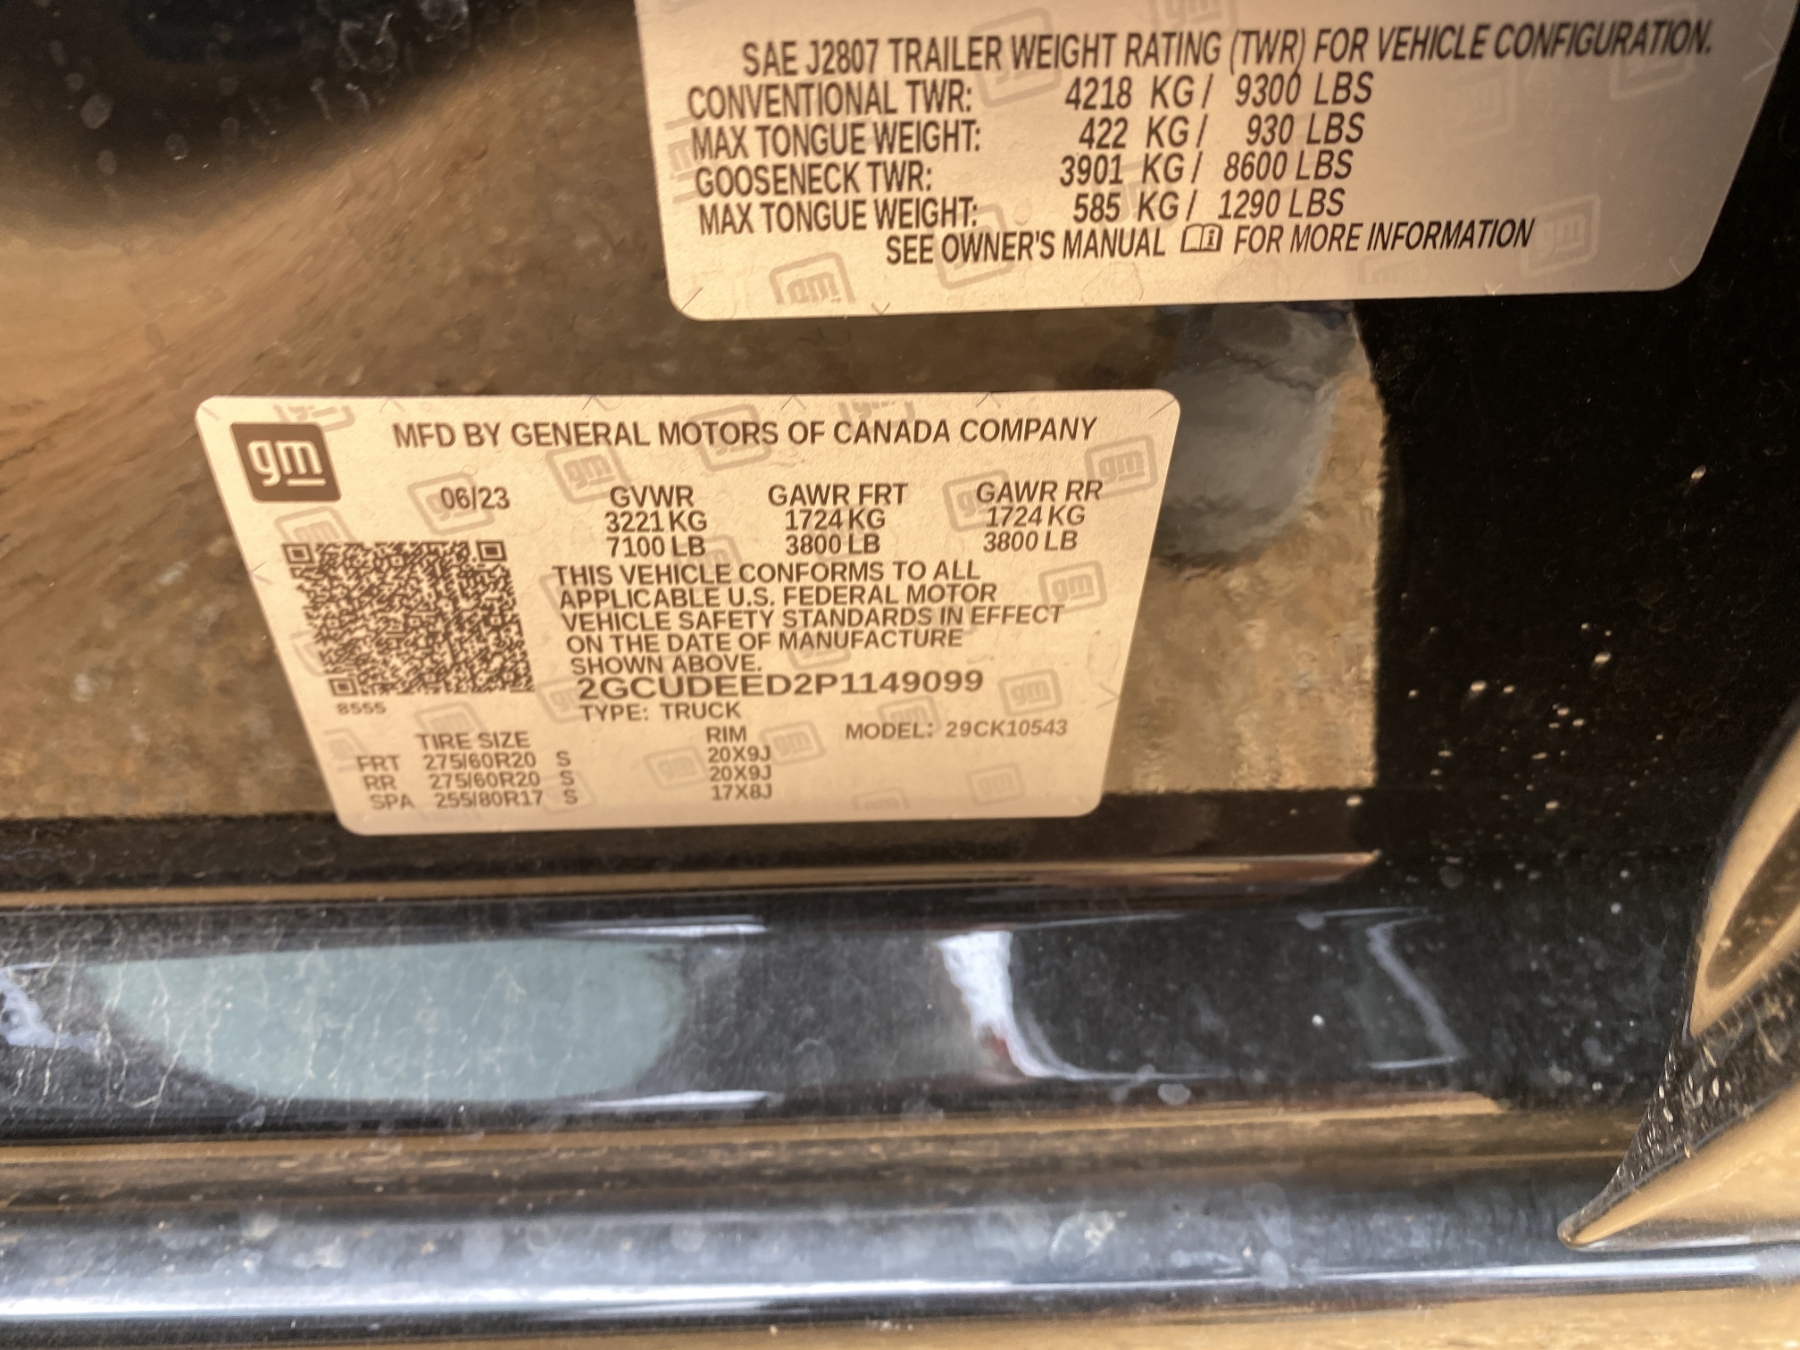 SAE J2807 TRAILER WEIGHT RATING (TWR) FOR VEHICLE CONFIGURATION.
CONVENTIONAL TWR: 4218 KG / 9300 LBS
MAX TONGUE WEIGHT: 422 KG / 930 LBS
GOOSENECK TWR: 3901 KG / 8600 LBS
MAX TONGUE WEIGHT: 585 KG / 1290 LBS
SEE OWNER'S MANUAL FOR MORE INFORMATION
gm
MFD BY GENERAL MOTORS OF CANADA COMPANY
06/23 GVWR GAWR FRT GAWR RR
3221 KG 1724 KG 1724 KG
7100 LB 3800 LB 3800 LB
THIS VEHICLE CONFORMS TO ALL
APPLICABLE U.S. FEDERAL MOTOR
VEHICLE SAFETY STANDARDS IN EFFECT
ON THE DATE OF MANUFACTURE
SHOWN ABOVE.
2GCUDEED2P1149099
8555
TYPE: TRUCK
TIRE SIZE RIM MODEL: 29CK10543
FRT 275/60R20 S 20X9J
RR 275/60R20 S 20X9J
SPA 255/80R17 S 17X8J